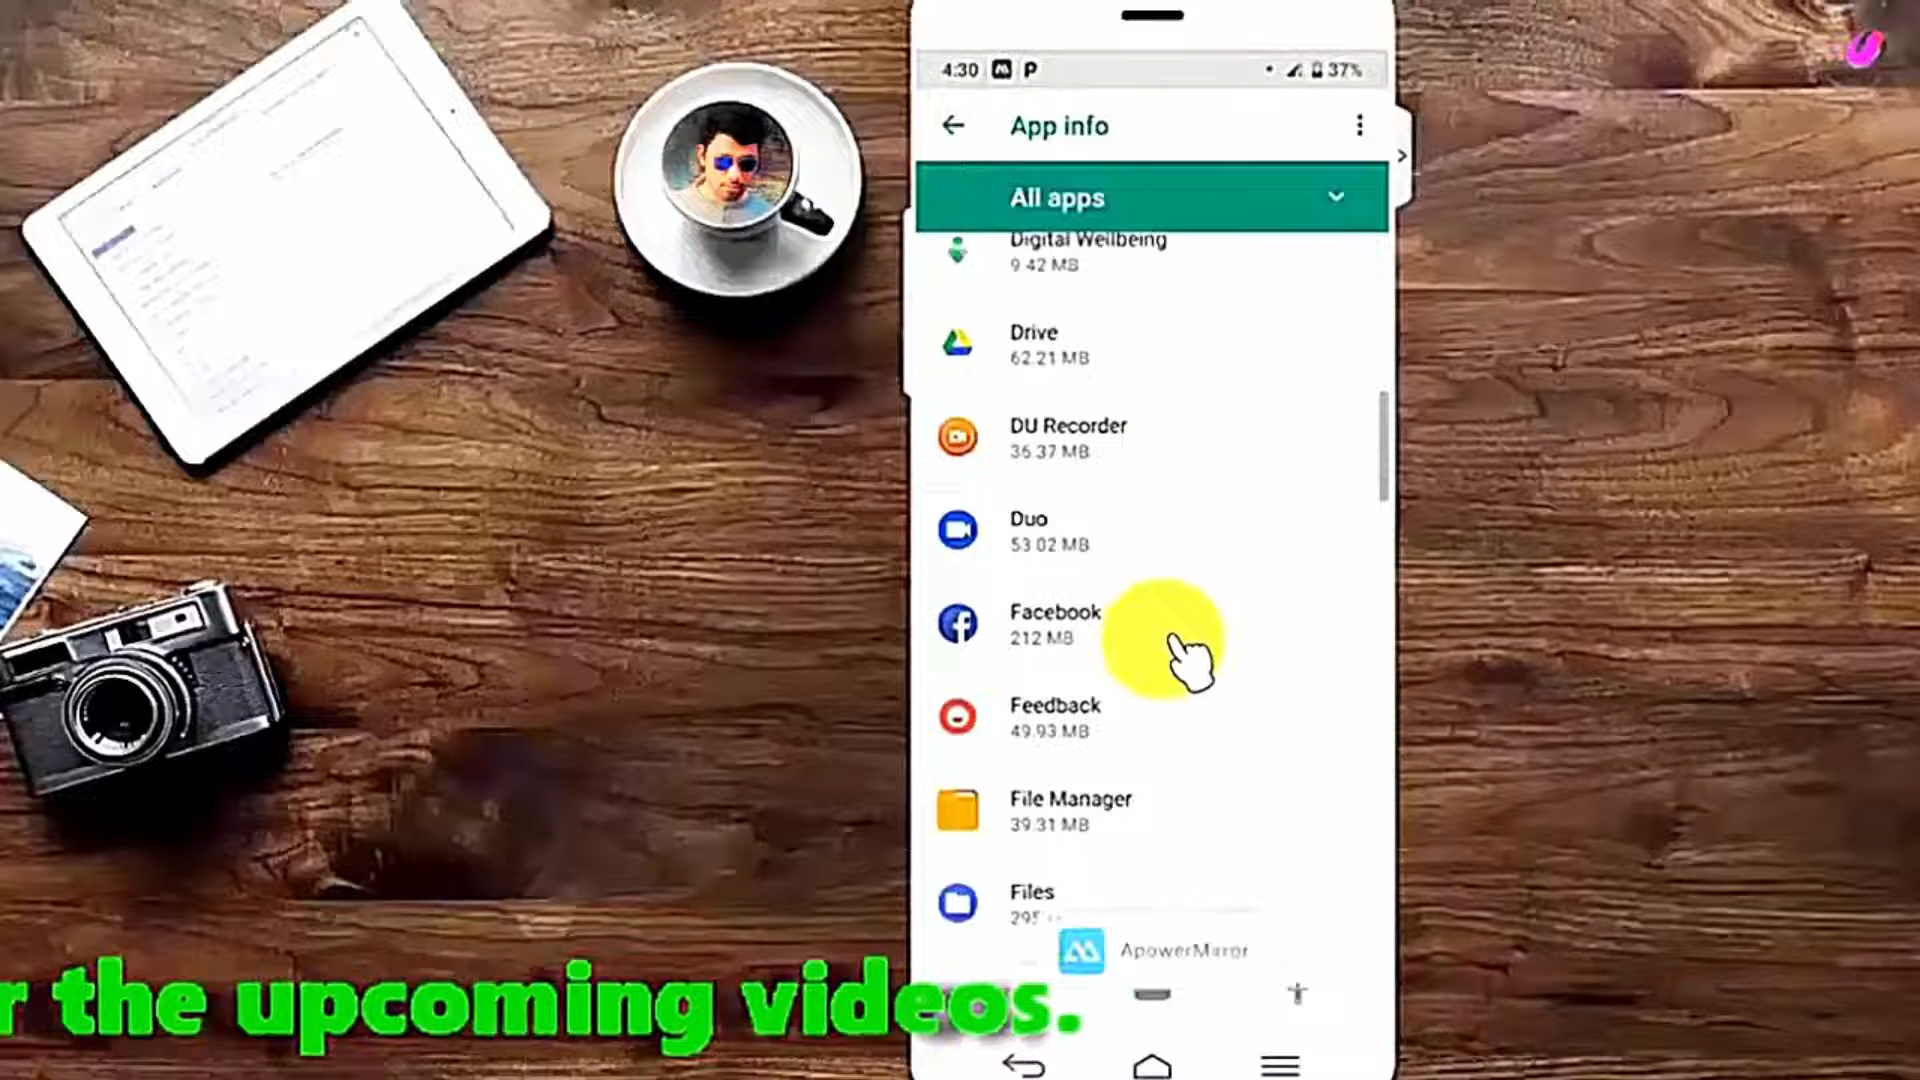 4:30 P 37%
App info
All apps
Digital Wellbeing
9.42 MB
Drive
62.21 MB
DU Recorder
36.37 MB
Duo
53.02 MB
Facebook
212 MB
Feedback
49.93 MB
File Manager
39.31 MB
Files
ApowerMirror
r the upcoming videos.